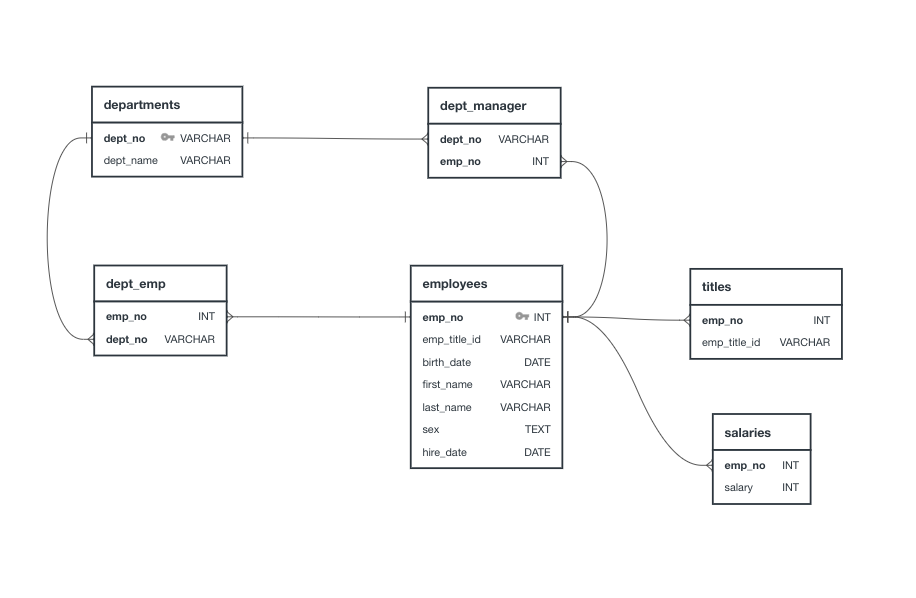 departments
dept_no VARCHAR
dept_name VARCHAR
dept_manager
dept_no VARCHAR
emp_no INT
dept_emp
emp_no INT
dept_no VARCHAR
employees
emp_no INT
emp_title_id VARCHAR
birth_date DATE
first_name VARCHAR
last_name VARCHAR
sex TEXT
hire_date DATE
titles
emp_no INT
emp_title_id VARCHAR
salaries
emp_no INT
salary INT